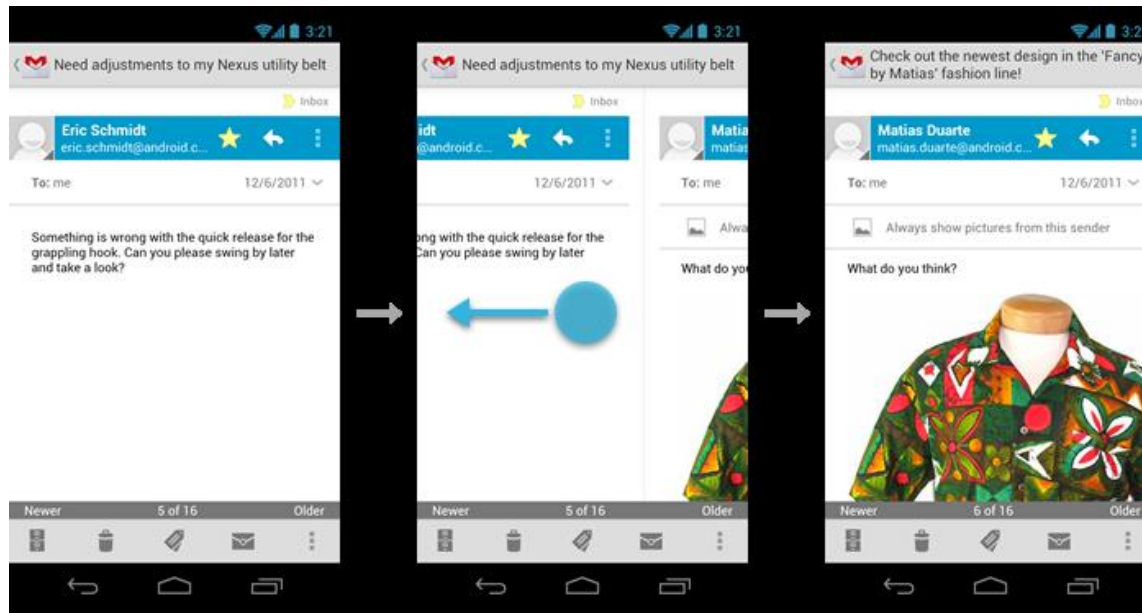 3:21
Need adjustments to my Nexus utility belt
Inbox
Eric Schmidt
eric.schmidt@android.c...
To: me 12/6/2011
Something is wrong with the quick release for the
grappling hook. Can you please swing by later
and take a look?
Newer 5 of 16 Older
3:21
Need adjustments to my Nexus utility belt
Inbox
idt
@android.c...
12/6/2011
ong with the quick release for the
Can you please swing by later
Matia
matias
To: me
Alwa
What do you
Newer 5 of 16 Older
3:2
Check out the newest design in the 'Fancy
by Matias' fashion line!
Inbox
Matias Duarte
matias.duarte@android.c...
To: me 12/6/2011
Always show pictures from this sender
What do you think?
Newer 6 of 16 Older